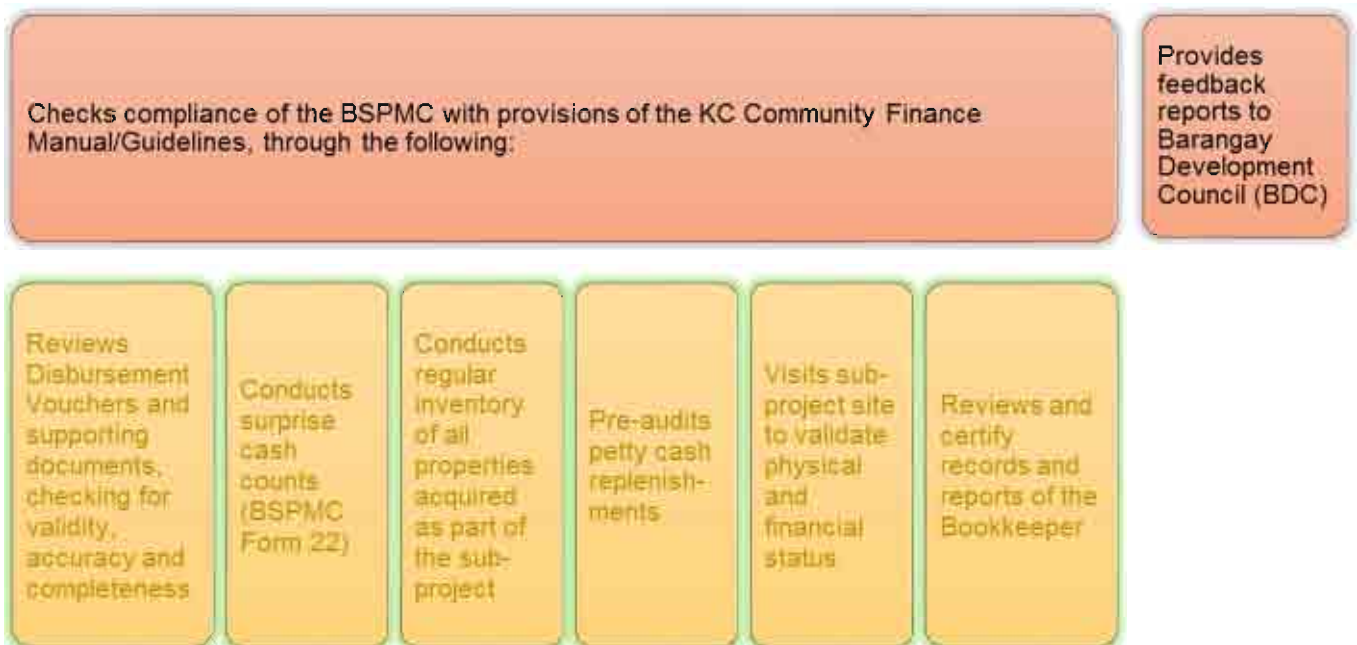 Checks compliance of the BSPMC with provisions of the KC Community Finance
Manual/Guidelines, through the following:
Provides
feedback
reports to
Barangay
Development
Council (BDC)
Reviews
Disbursement
Vouchers and
supporting
documents,
checking for
validity,
accuracy and
completeness
Conducts
surprise
cash
counts
(BSPMC
Form 22)
Conducts
regular
inventory
of all
properties
acquired
as part of
the sub-
project
Pre-audits
petty cash
replenish-
ments
Visits sub-
project site
to validate
physical
and
financial
status
Reviews and
certify
records and
reports of the
Bookkeeper